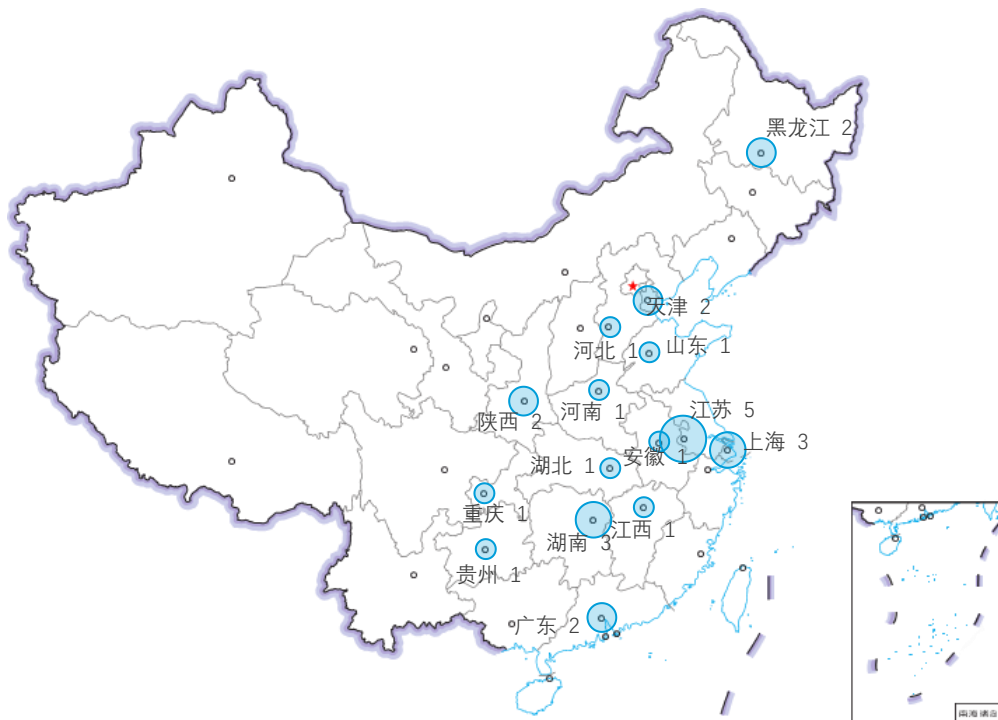 黑龙江 2
天津 2
河北 1
山东 1
河南 1
陕西 2
江苏 5
上海 3
安徽 1
湖北 1
重庆 1
湖南 3
江西 1
贵州 1
广东 2